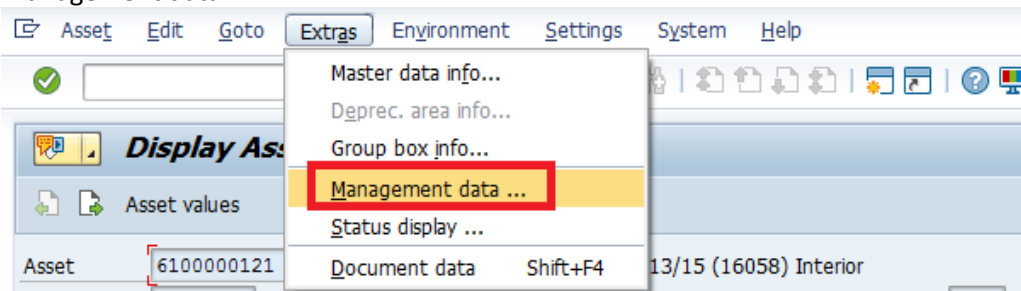 Asset Edit Goto Extras Environment Settings System Help
Master data info...
Deprec. area info...
Display Ass
Group box info...
Management data ...
Asset values
Status display ...
Asset 6100000121 Document data Shift+F4 13/15 (16058) Interior